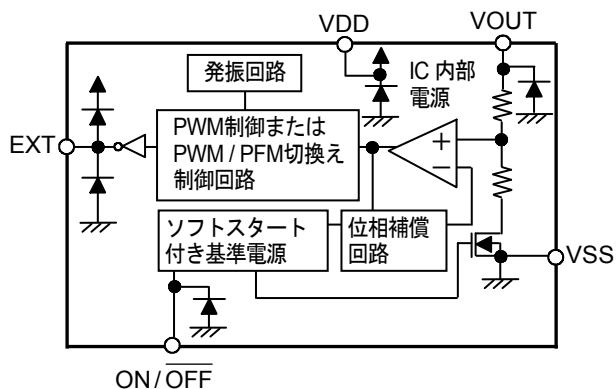 VDD
VOUT
発振回路
IC 内部
電源
EXT
PWM制御または
PWM / PFM切換え
制御回路
+
−
ソフトスタート
付き基準電源
位相補償
回路
VSS
ON / OFF